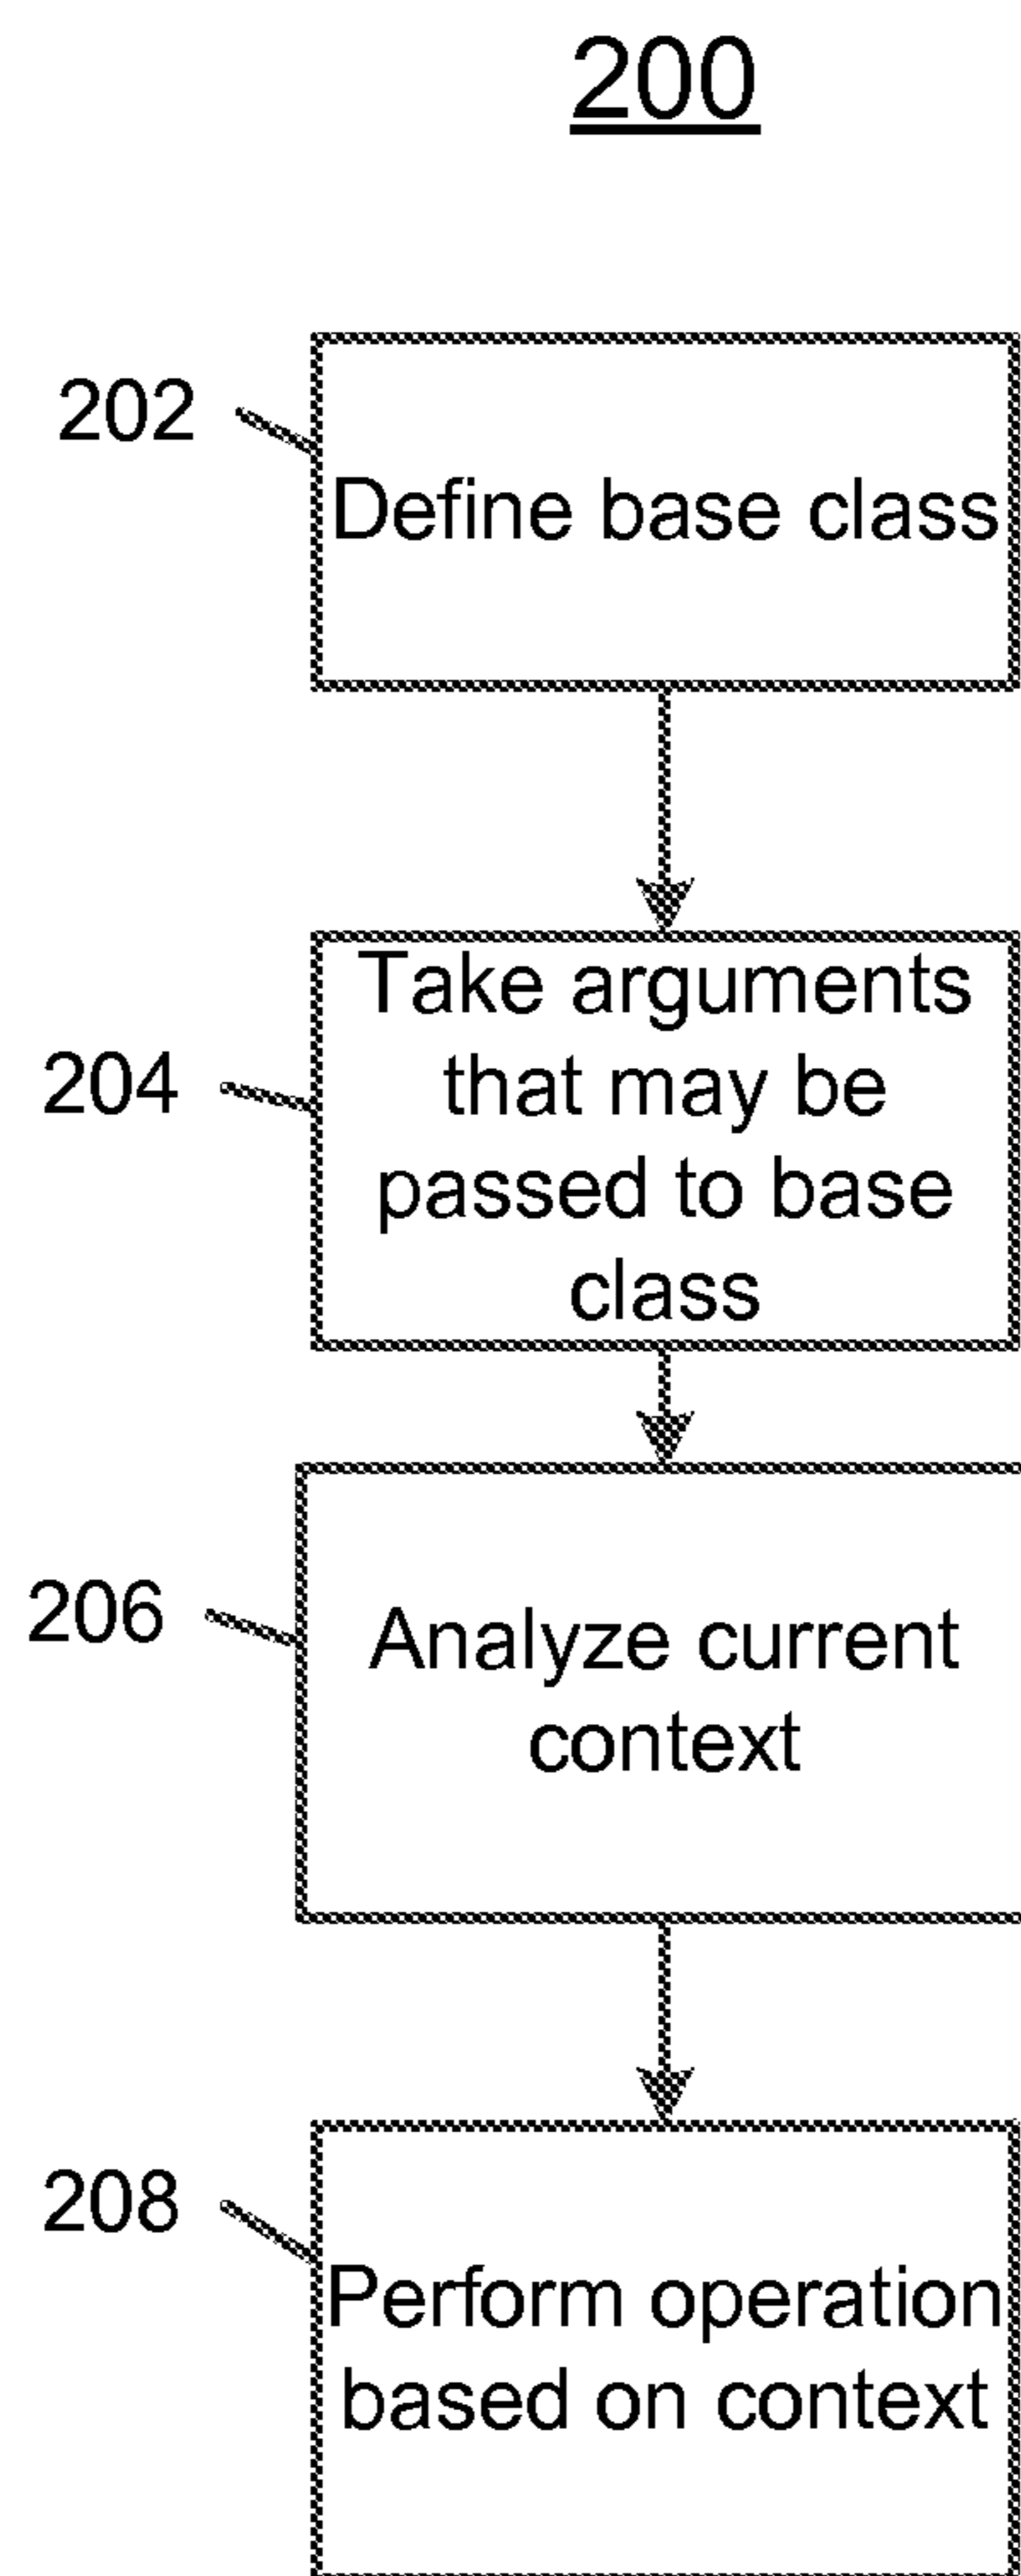 200
202
Define base class
204
Take arguments
that may be
passed to base
class
206
Analyze current
context
208
Perform operation
based on context